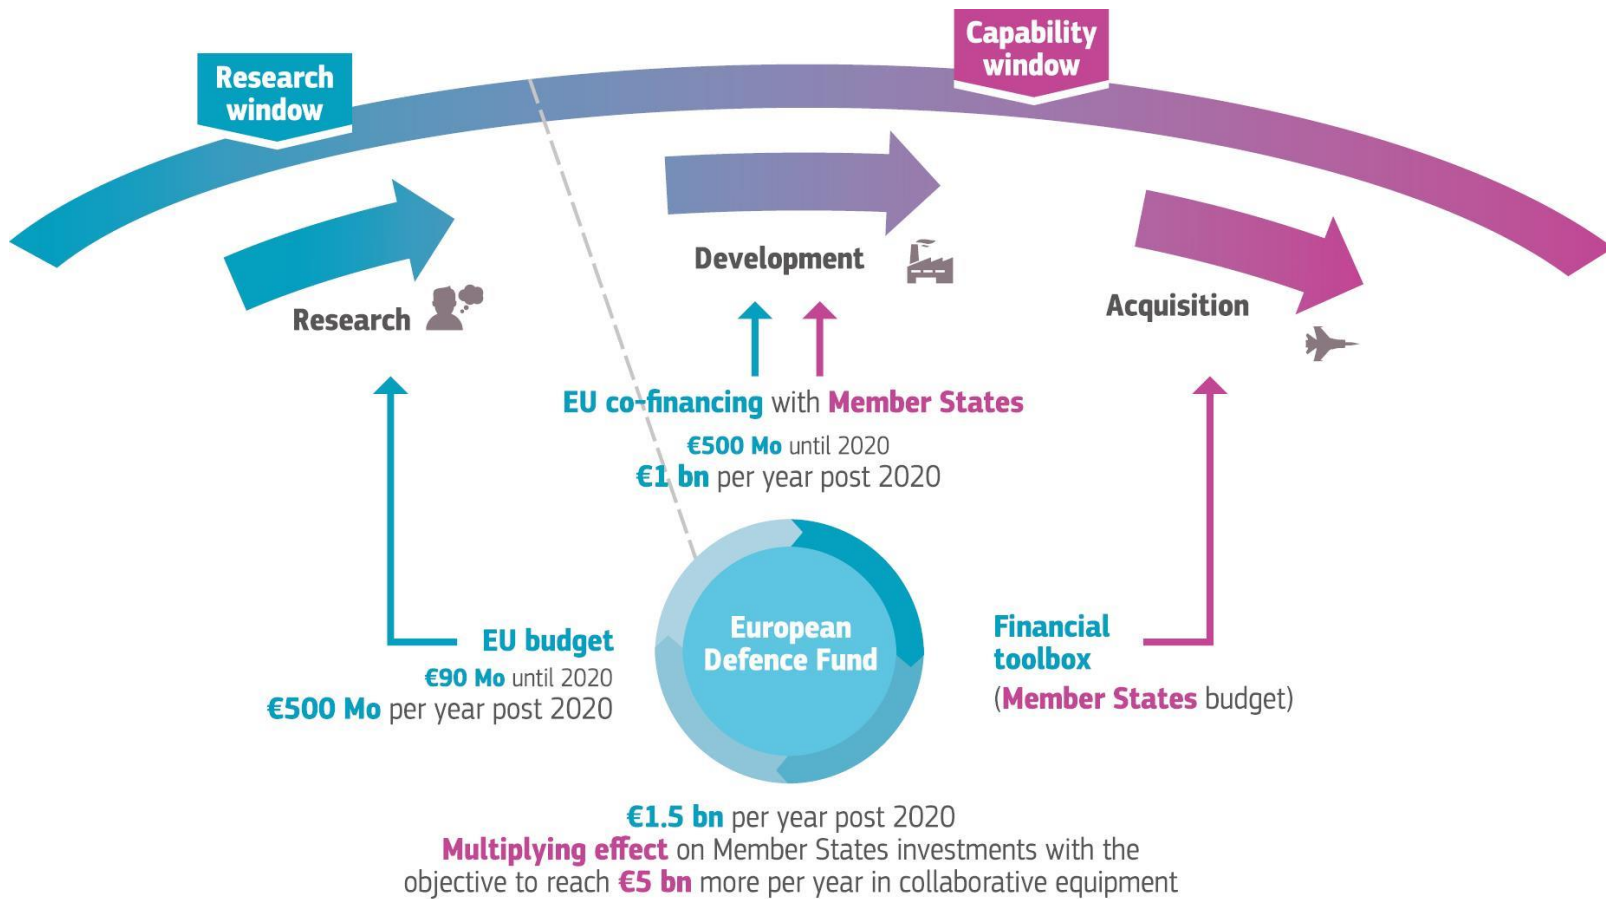 Research
window
Capability
window
Research
Development
Acquisition
EU co-financing with Member States
€500 Mo until 2020
€1 bn per year post 2020
EU budget
€90 Mo until 2020
€500 Mo per year post 2020
European
Defence Fund
Financial
toolbox
(Member States budget)
€1.5 bn per year post 2020
Multiplying effect on Member States investments with the
objective to reach €5 bn more per year in collaborative equipment